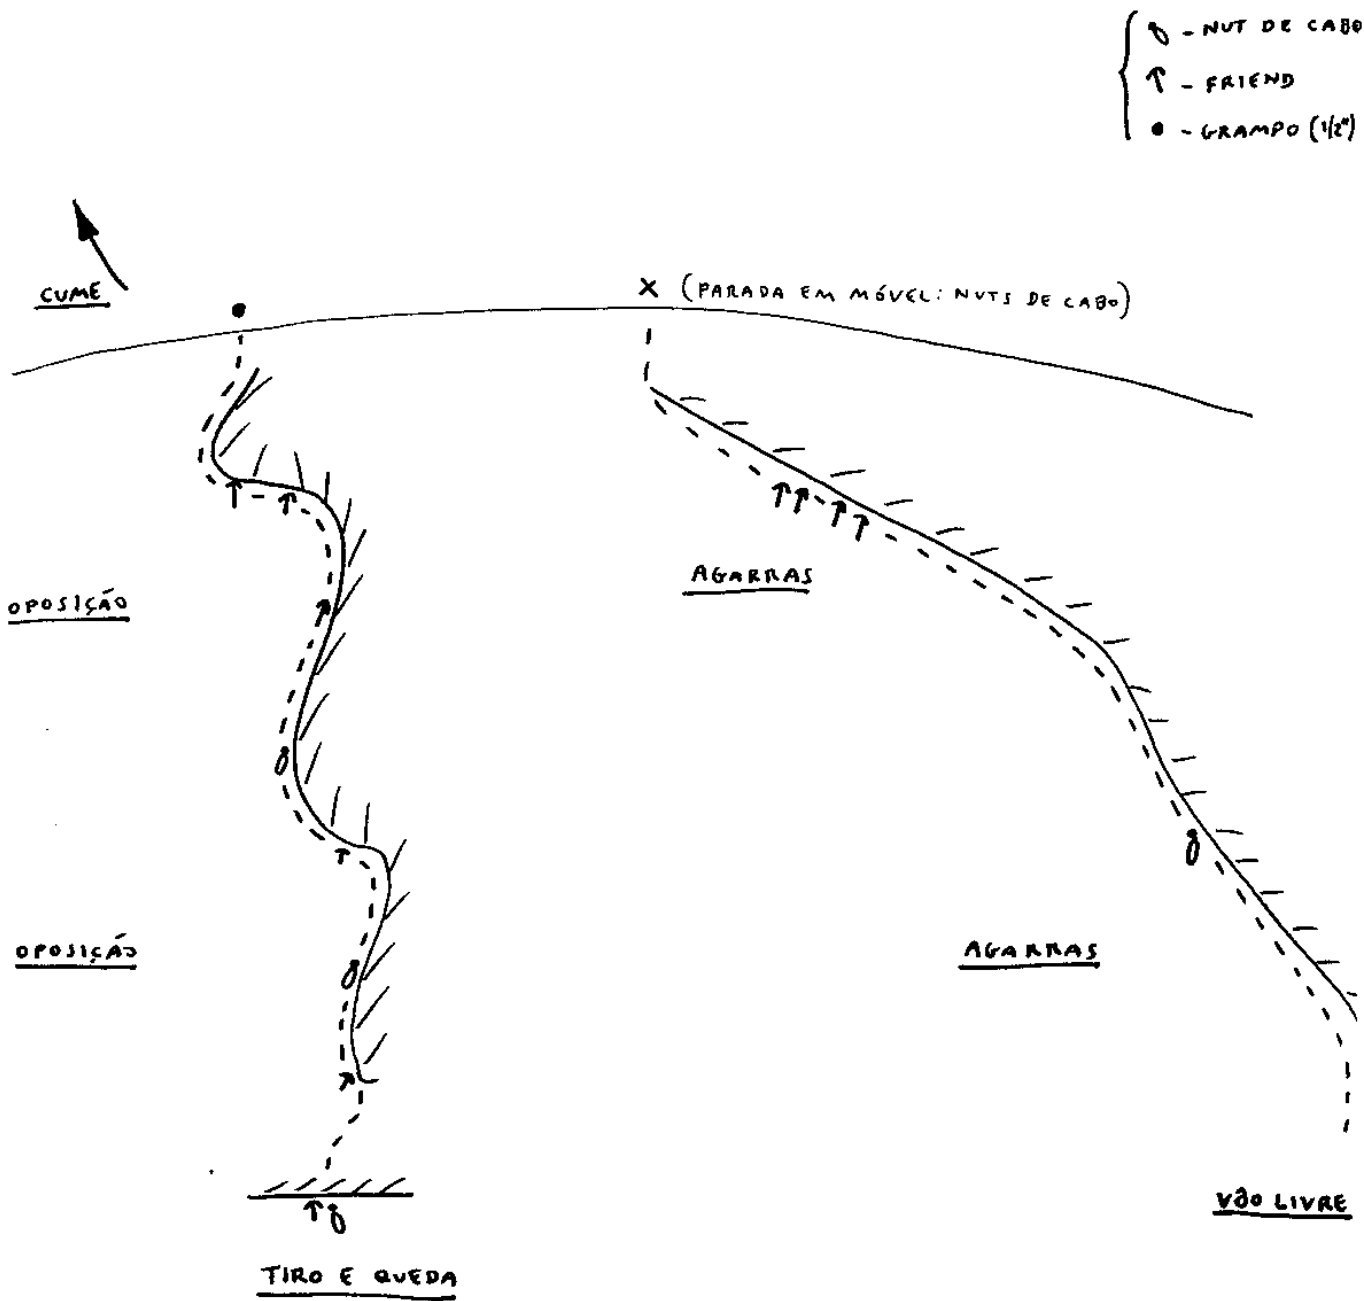 - NUT DE CABO
- FRIEND
- GRAMPO (1/2")
CUME
X (PARADA EM MÓVEL: NUTS DE CABO)
AGARRAS
OPOSIÇÃO
OPOSIÇÃO
AGARRAS
VÃO LIVRE
TIRO E QUEDA